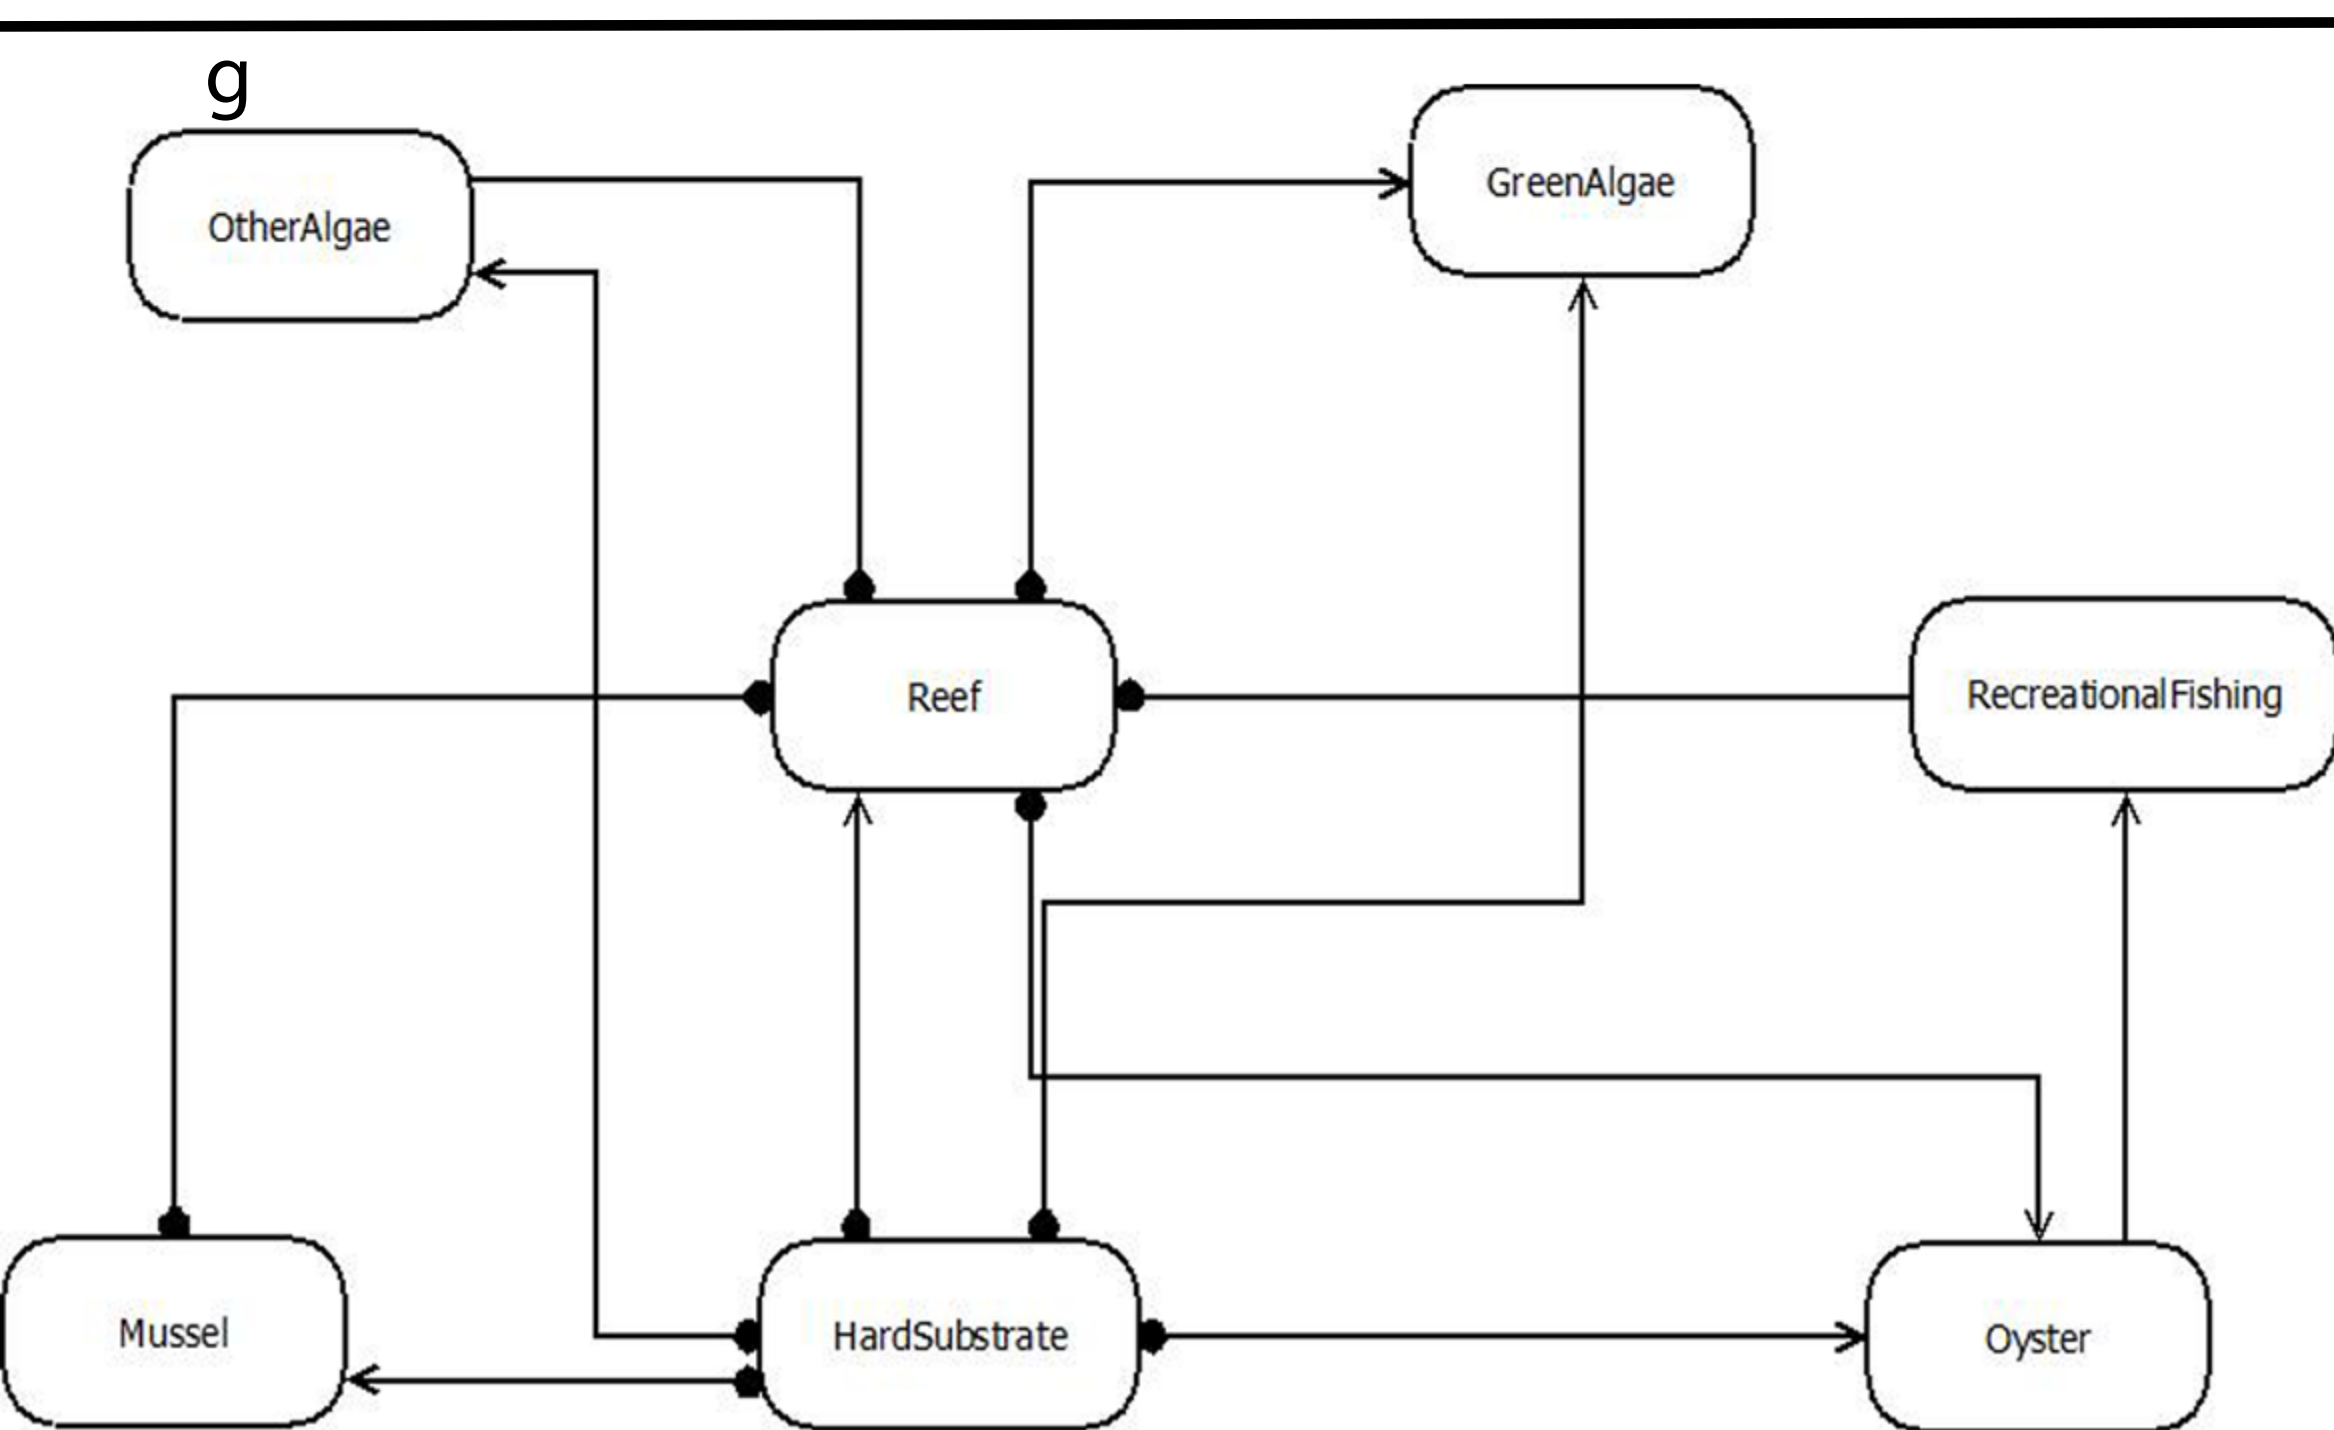 g
OtherAlgae
GreenAlgae
Reef
RecreationalFishing
Mussel
HardSubstrate
Oyster